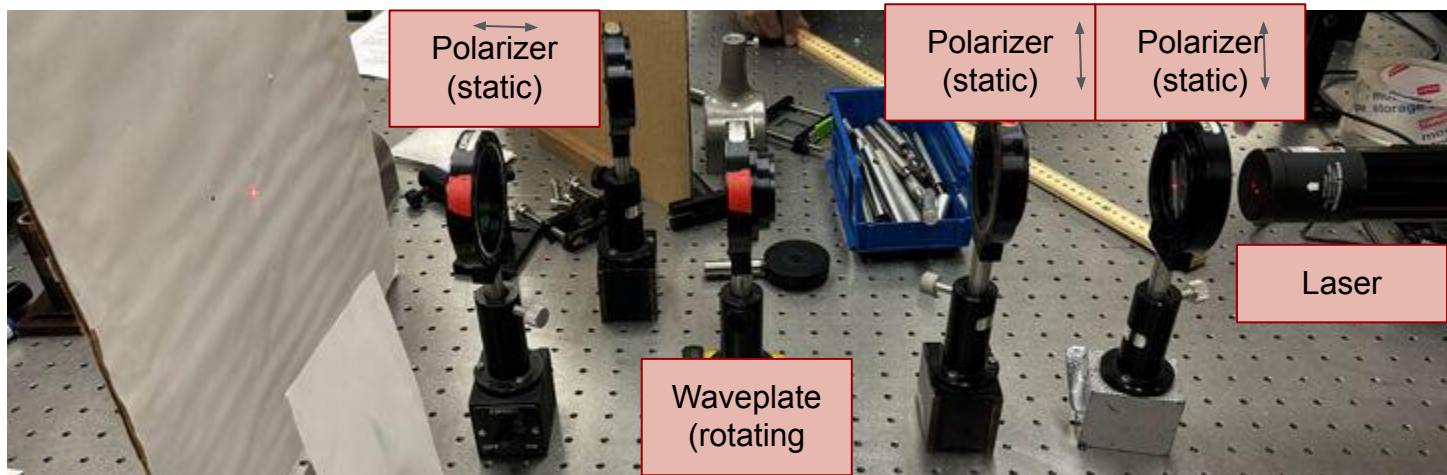 Polarizer
(static)
Polarizer
(static)
Polarizer
(static)
Laser
Waveplate
(rotating